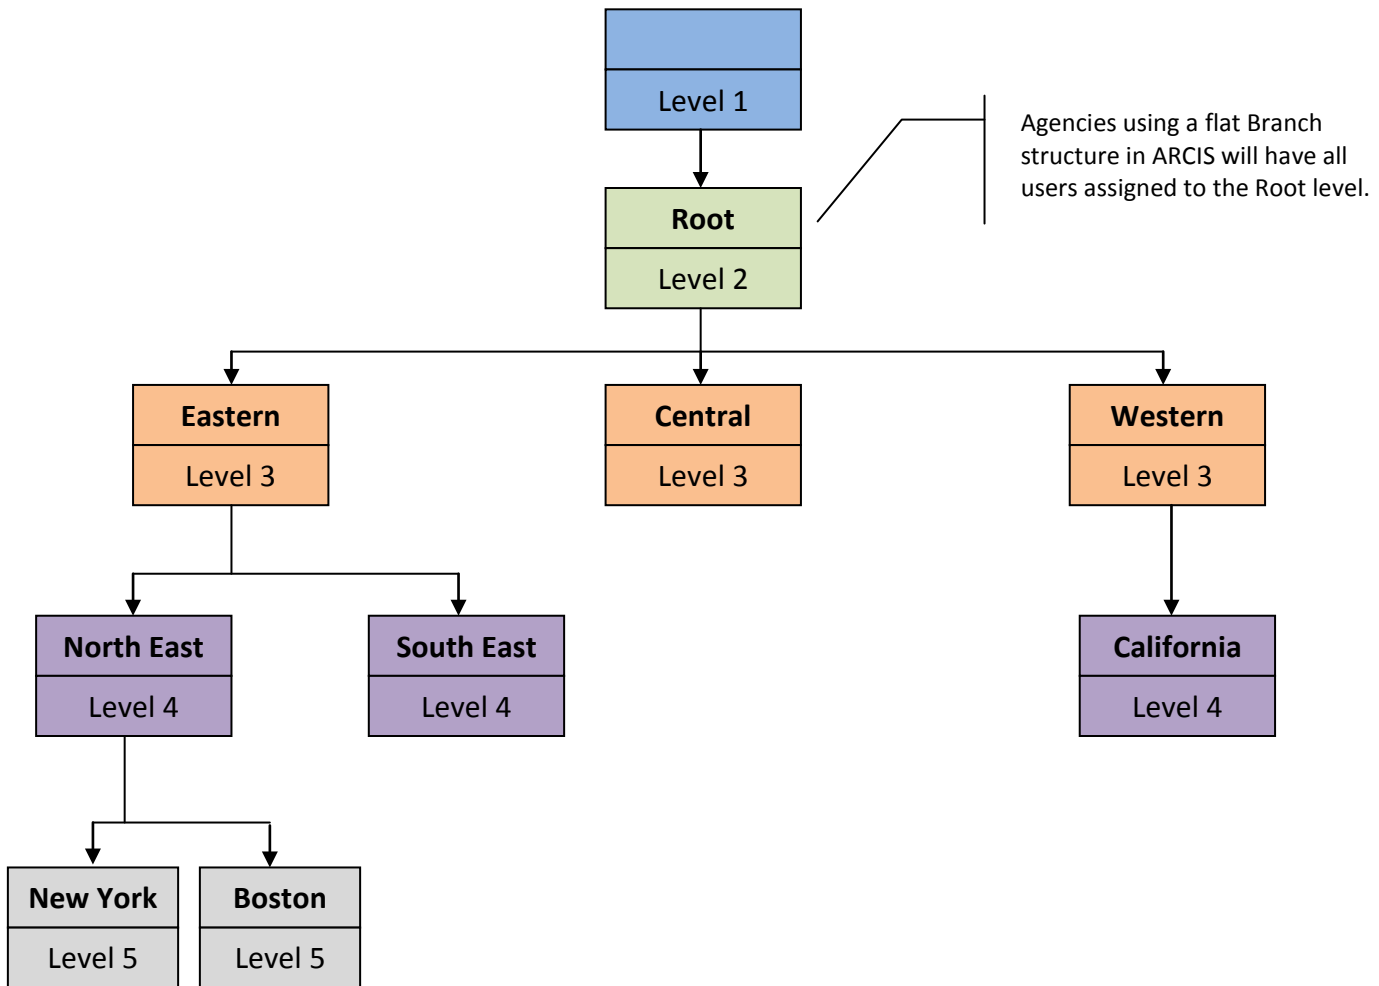 Level 1
Agencies using a flat Branch
structure in ARCIS will have all
users assigned to the Root level.
Root
Level 2
Eastern
Level 3
Central
Level 3
Western
Level 3
North East
Level 4
South East
Level 4
California
Level 4
New York
Level 5
Boston
Level 5